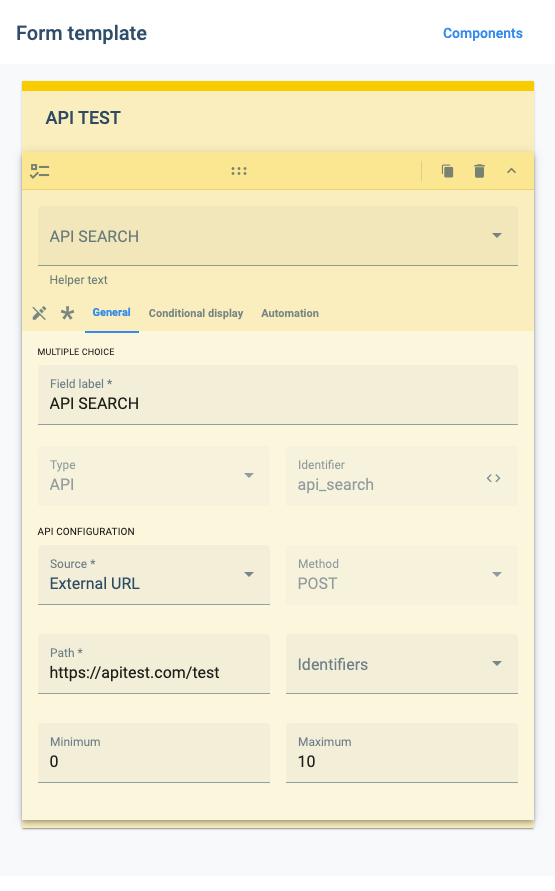 Form template
Components
API TEST
API SEARCH
Helper text
General
Conditional display
Automation
MULTIPLE CHOICE
Field label *
API SEARCH
Type
API
Identifier
api_search
API CONFIGURATION
Source *
External URL
Method
POST
Path *
https://apitest.com/test
Identifiers
Minimum
0
Maximum
10